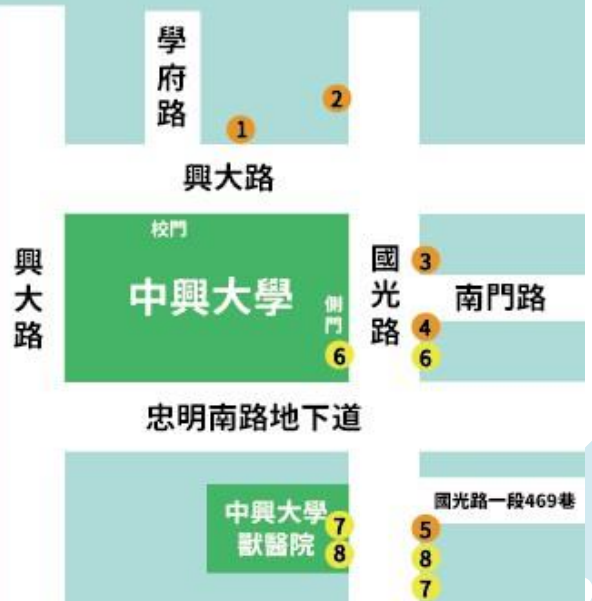 學府路
2
1
興大路
興大路
校門
中興大學
側門
6
國光路
3
南門路
4
6
忠明南路地下道
國光路一段469巷
中興大學
獸醫院
7
8
5
8
7